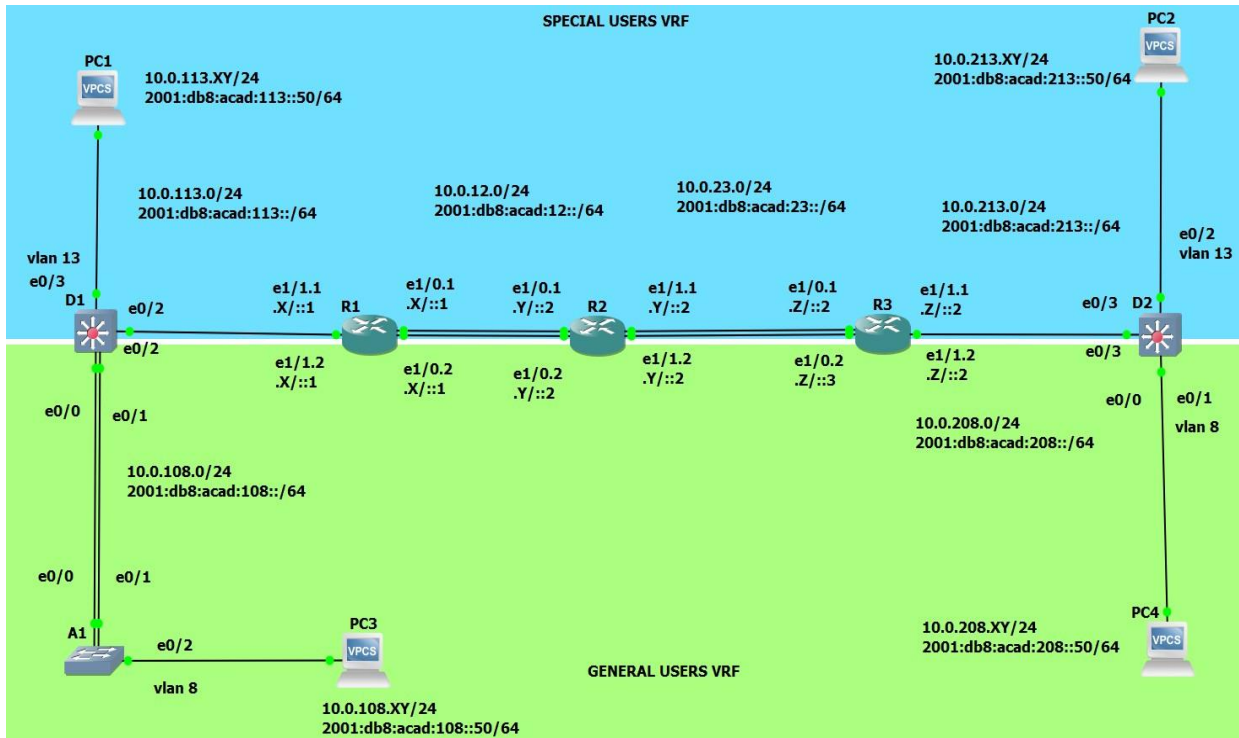 SPECIAL USERS VRF
PC1
VPCS
10.0.113.XY/24
2001:db8:acad:113::50/64
PC2
VPCS
10.0.213.XY/24
2001:db8:acad:213::50/64
10.0.113.0/24
2001:db8:acad:113::/64
10.0.12.0/24
2001:db8:acad:12::/64
10.0.23.0/24
2001:db8:acad:23::/64
10.0.213.0/24
2001:db8:acad:213::/64
vlan 13
e0/3
D1
e0/2
e0/2
e1/1.1
.X/::1
R1
e1/0.1
.X/::1
e1/0.1
.Y/::2
R2
e1/1.1
.Y/::2
e1/0.1
.Z/::2
R3
e1/1.1
.Z/::2
e0/2
vlan 13
e0/3
D2
e0/3
e1/1.2
.X/::1
e1/0.2
.X/::1
e1/0.2
.Y/::2
e1/1.2
.Y/::2
e1/0.2
.Z/::3
e1/1.2
.Z/::2
e0/0
e0/1
vlan 8
e0/0
e0/1
10.0.108.0/24
2001:db8:acad:108::/64
10.0.208.0/24
2001:db8:acad:208::/64
e0/0
e0/1
A1
e0/2
vlan 8
PC3
VPCS
10.0.108.XY/24
2001:db8:acad:108::50/64
GENERAL USERS VRF
10.0.208.XY/24
2001:db8:acad:208::50/64
PC4
VPCS